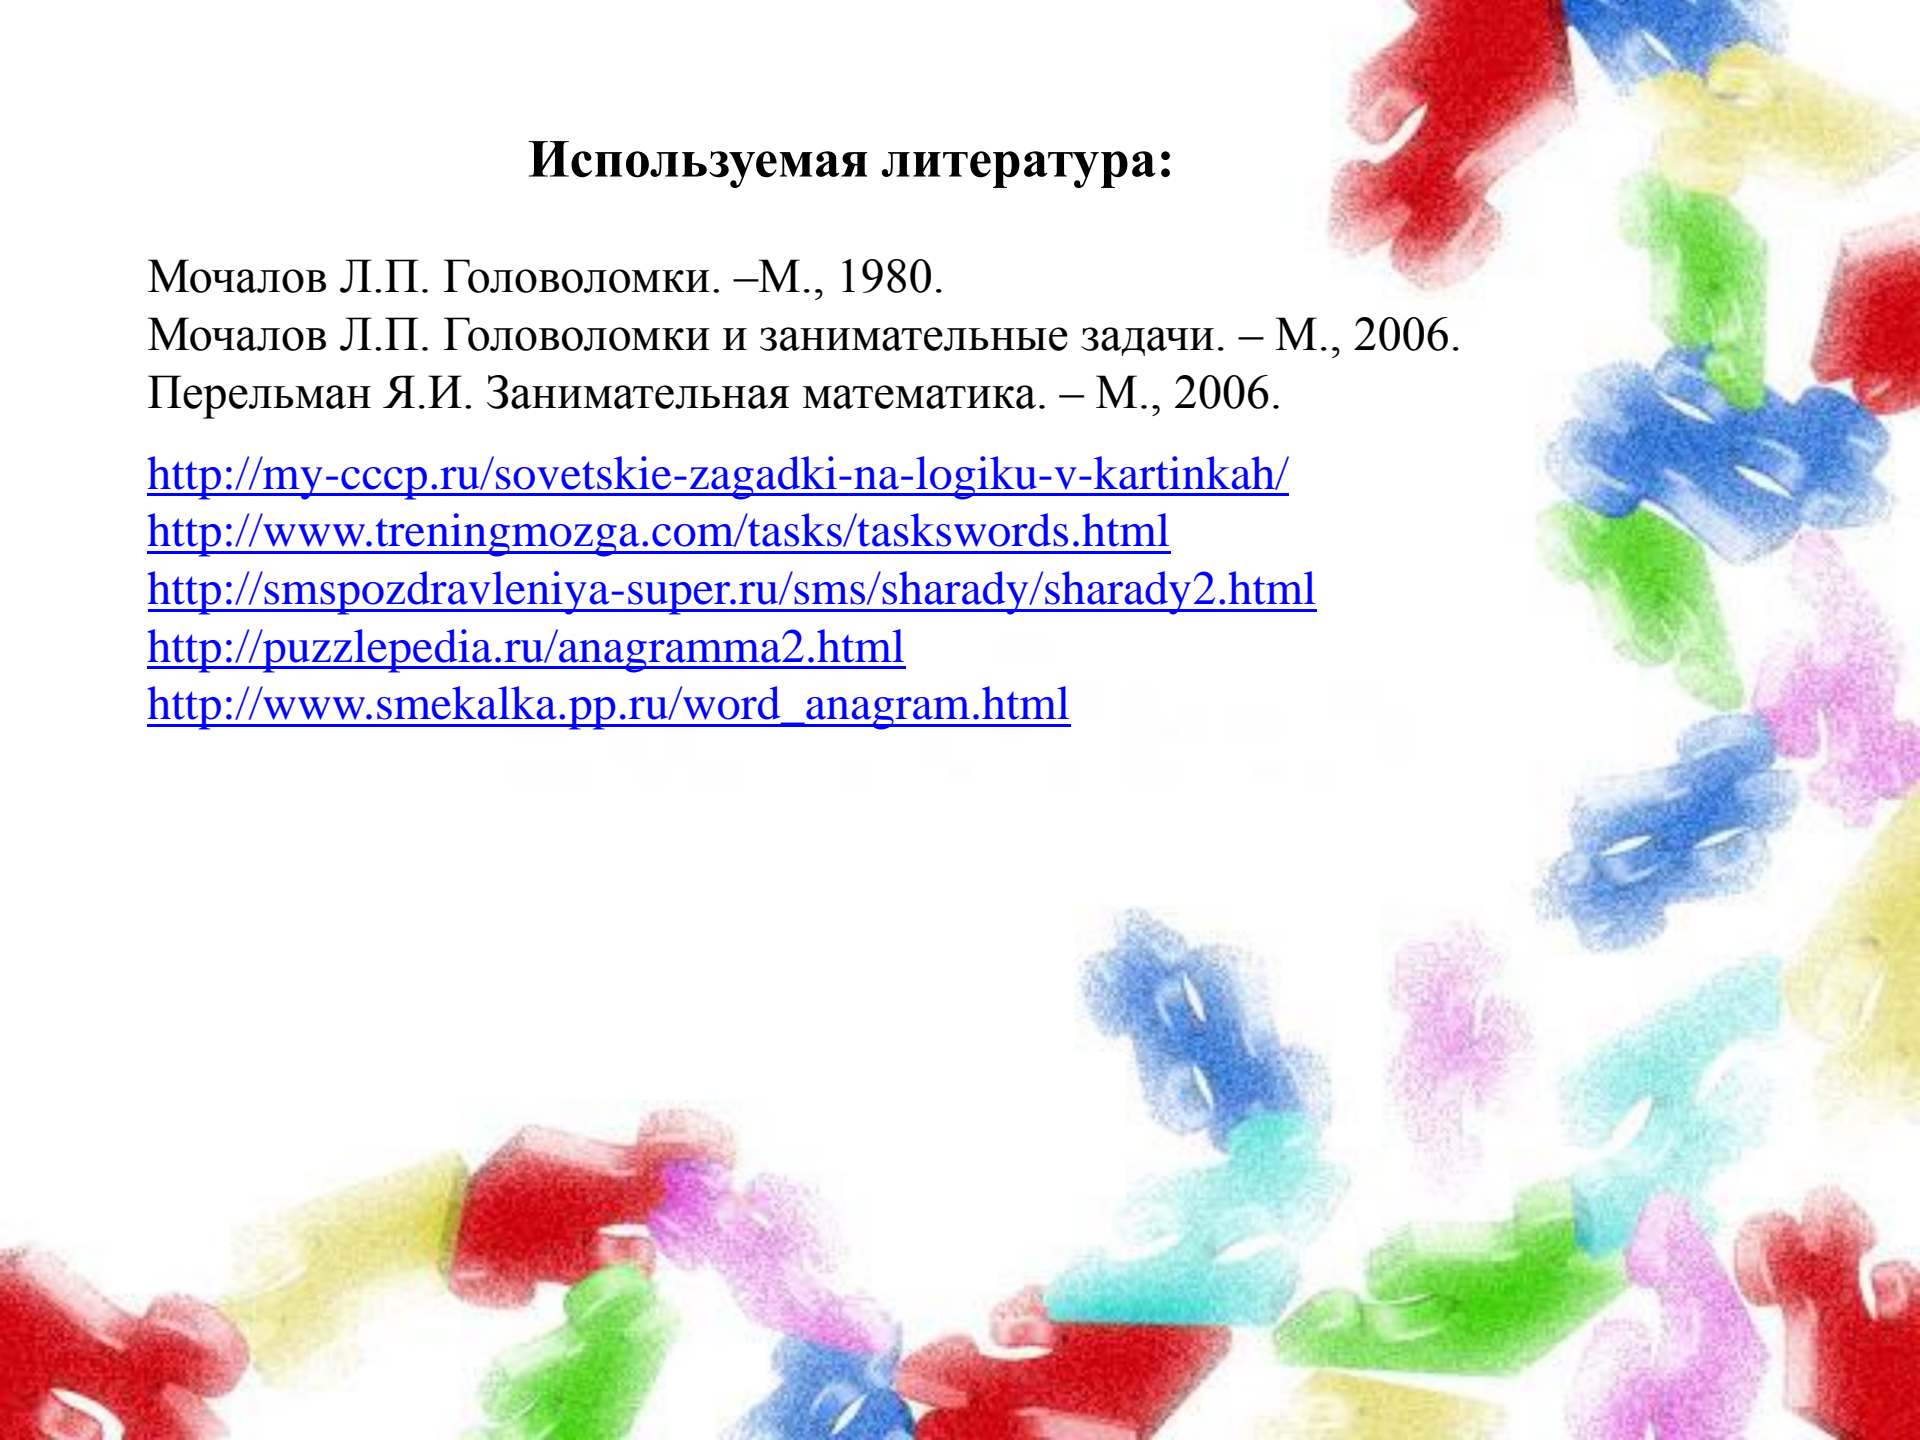 Используемая литература:
Мочалов Л.П. Головоломки. –М., 1980.
Мочалов Л.П. Головоломки и занимательные задачи. – М., 2006.
Перельман Я.И. Занимательная математика. – М., 2006.
http://my-cccp.ru/sovetskie-zagadki-na-logiku-v-kartinkah/
http://www.treningmozga.com/tasks/taskswords.html
http://smspozdravleniya-super.ru/sms/sharady/sharady2.html
http://puzzlepedia.ru/anagramma2.html
http://www.smekalka.pp.ru/word_anagram.html